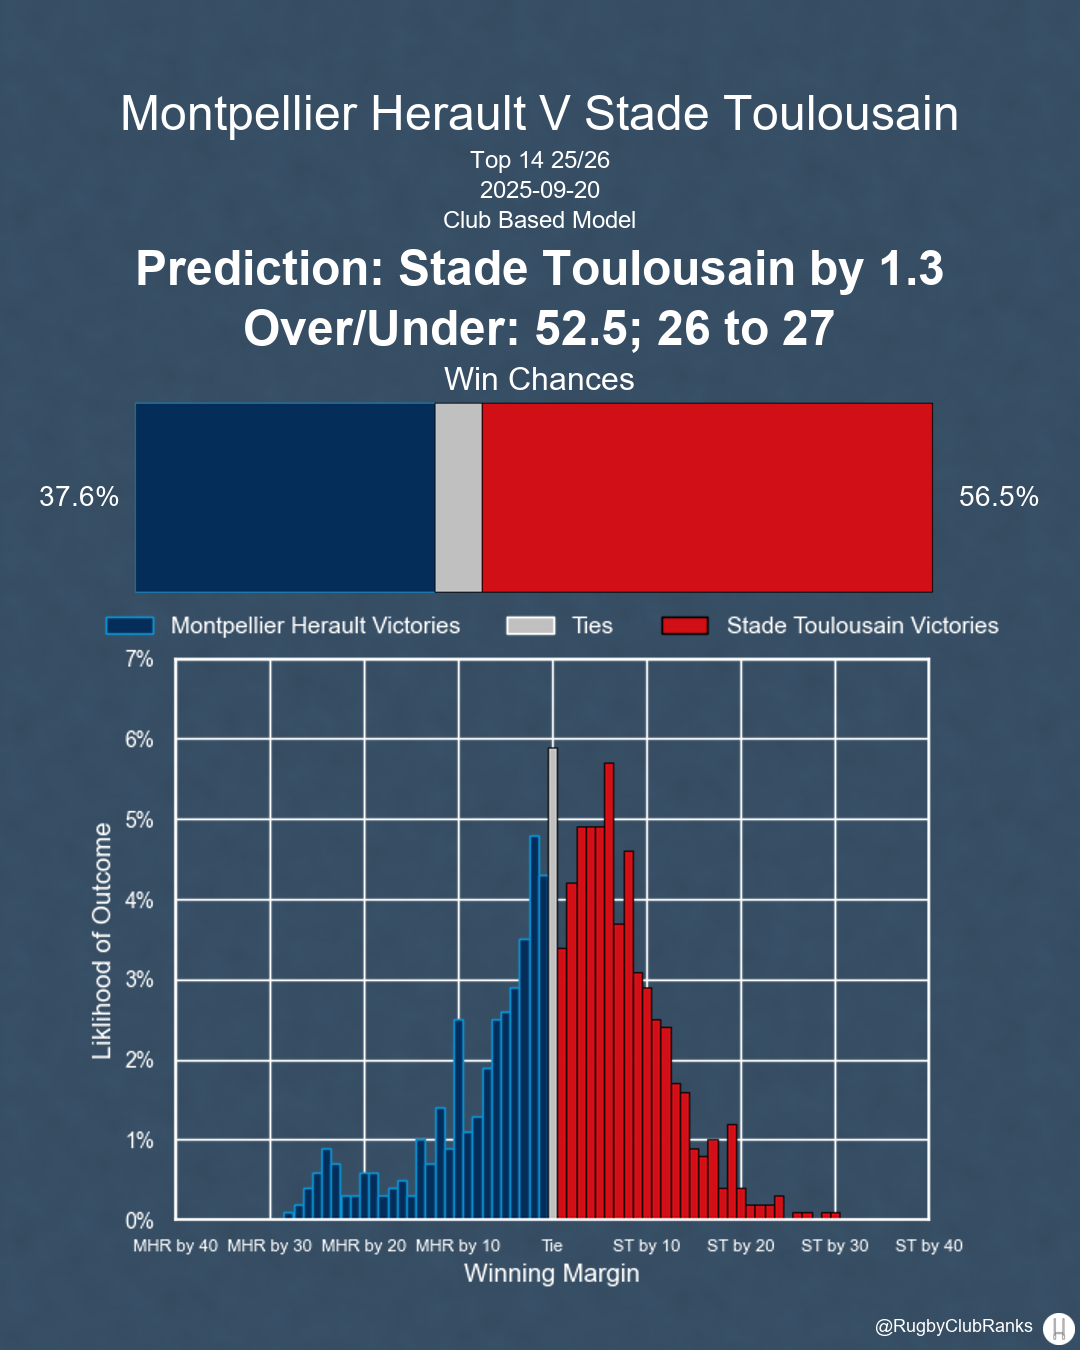 Montpellier Herault V Stade Toulousain
Top 14 25/26
2025-09-20
Club Based Model
Prediction: Stade Toulousain by 1.3
Over/Under: 52.5; 26 to 27
Win Chances
37.6%
56.5%
Montpellier Herault Victories Ties Stade Toulousain Victories
7%
6%
5%
4%
3%
2%
1%
0%
Liklihood of Outcome
MHR by 40 MHR by 30 MHR by 20 MHR by 10 Tie ST by 10 ST by 20 ST by 30 ST by 40
Winning Margin
@RugbyClubRanks